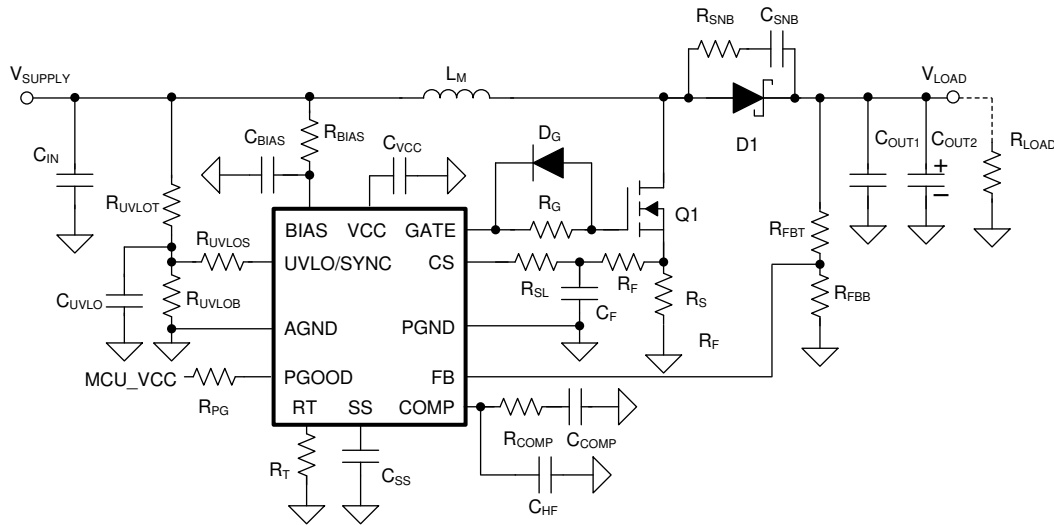 RSNB
CSNB
VSUPPLY
LM
VLOAD
D1
CBIAS
RBIAS
CVCC
DG
COUT1
COUT2
RLOAD
CIN
+
–
RUVLOT
RG
Q1
BIAS
VCC
GATE
RUVLOS
UVLO/SYNC
CS
RFBT
RSL
RF
CUVLO
RUVLOB
CF
RS
RFBB
AGND
PGND
RF
MCU_VCC
PGOOD
FB
RPG
RT
SS
COMP
RCOMP
CCOMP
RT
CSS
CHF